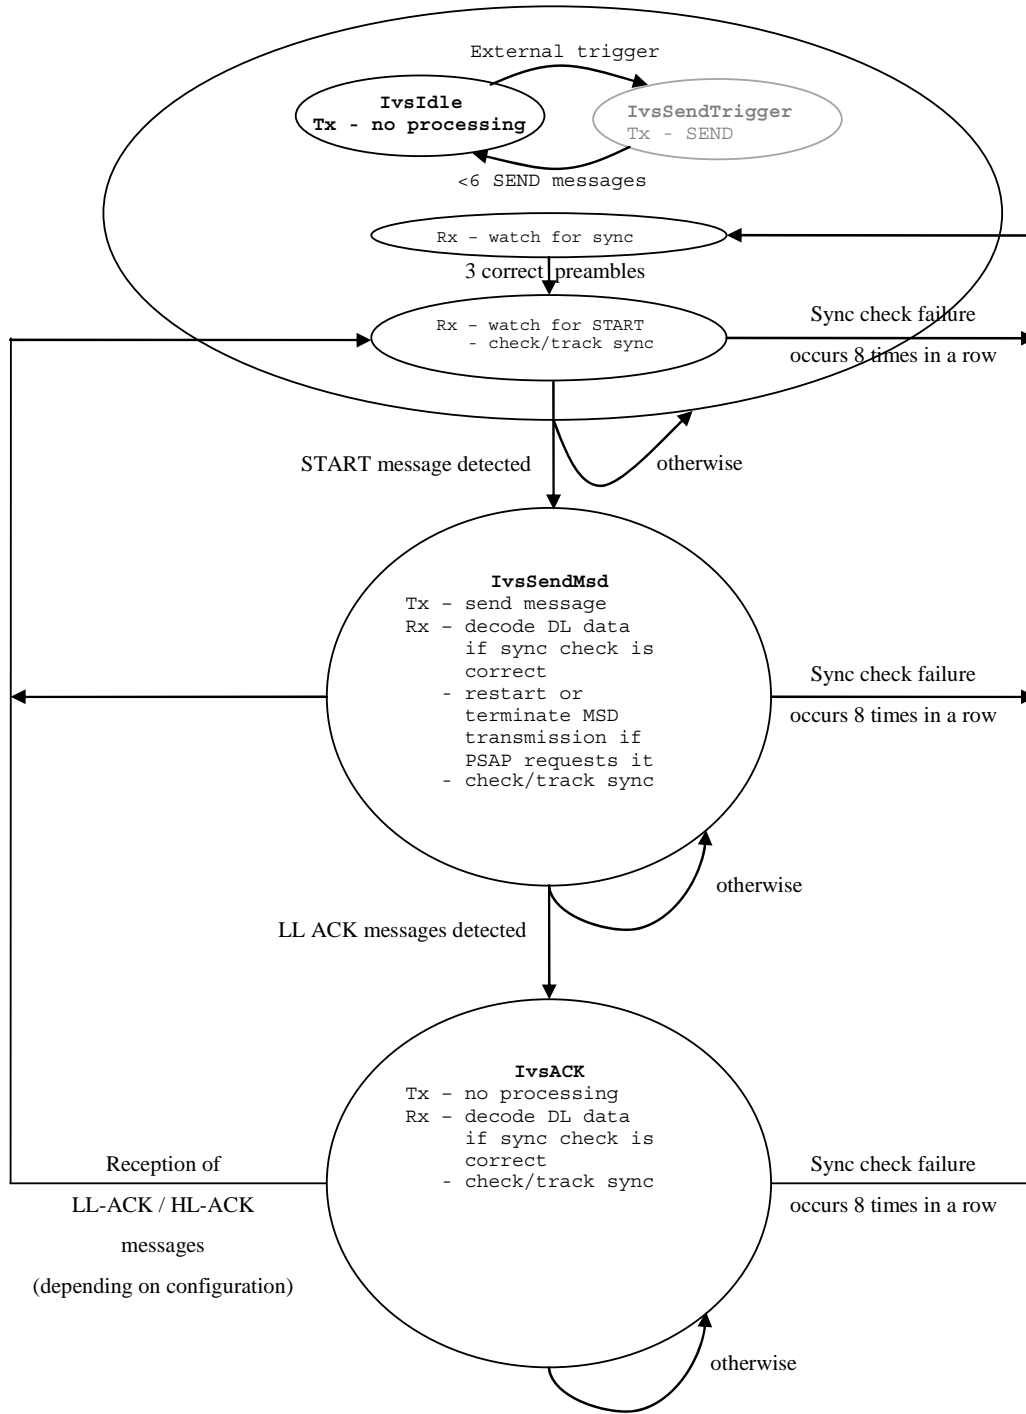 External trigger
IvsIdle
Tx - no processing
IvsSendTrigger
Tx - SEND
<6 SEND messages
Rx – watch for sync
3 correct preambles
Rx – watch for START
- check/track sync
Sync check failure
occurs 8 times in a row
START message detected
otherwise
IvsSendMsd
Tx – send message
Rx – decode DL data
if sync check is
correct
- restart or
terminate MSD
transmission if
PSAP requests it
- check/track sync
Sync check failure
occurs 8 times in a row
otherwise
LL ACK messages detected
IvsACK
Tx – no processing
Rx – decode DL data
if sync check is
correct
- check/track sync
Reception of
LL-ACK / HL-ACK
messages
(depending on configuration)
Sync check failure
occurs 8 times in a row
otherwise